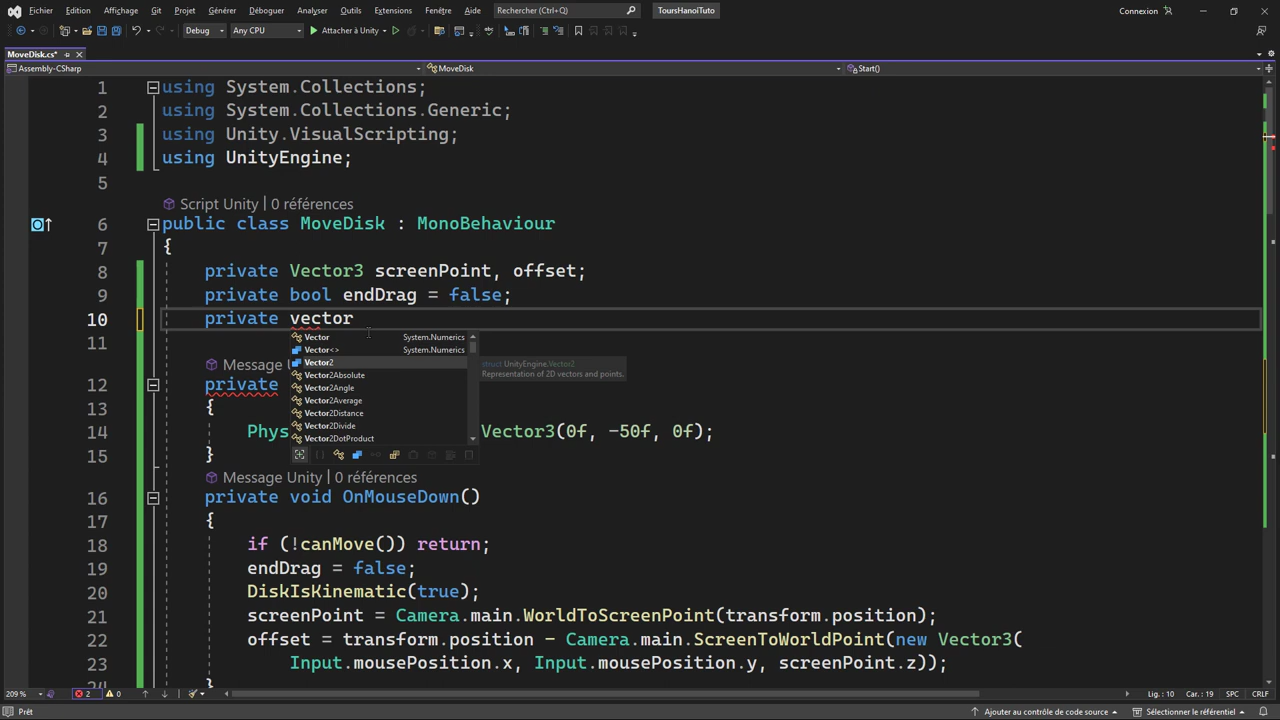 Fichier Edition Affichage Git Projet Générer Déboguer Analyser Outils Extensions Fenêtre Aide Rechercher (Ctrl+Q) ToursHanoiTuto Connexion
Debug Any CPU Attacher à Unity
MoveDisk.cs*
Assembly-CSharp MoveDisk Start()
1 using System.Collections;
2 using System.Collections.Generic;
3 using Unity.VisualScripting;
4 using UnityEngine;
5
Script Unity | 0 références
6 public class MoveDisk : MonoBehaviour
7 {
8 private Vector3 screenPoint, offset;
9 private bool endDrag = false;
10 private vector
Vector System.Numerics
11
Vector<> System.Numerics
Vector2 struct UnityEngine.Vector2
Message U
Vector2Absolute Representation of 2D vectors and points.
12 private
Vector2Angle
Vector2Average
13 {
Vector2Distance
Vector2Divide
14 Phys Vector3(0f, -50f, 0f);
Vector2DotProduct
15 }
Message Unity | 0 références
16 private void OnMouseDown()
17 {
18 if (!canMove()) return;
19 endDrag = false;
20 DiskIsKinematic(true);
21 screenPoint = Camera.main.WorldToScreenPoint(transform.position);
22 offset = transform.position - Camera.main.ScreenToWorldPoint(new Vector3(
23 Input.mousePosition.x, Input.mousePosition.y, screenPoint.z));
24 }
209 % 2 0 Lig. : 10 Car. : 19 SPC CRLF
Prêt Ajouter au contrôle de code source Sélectionner le référentiel